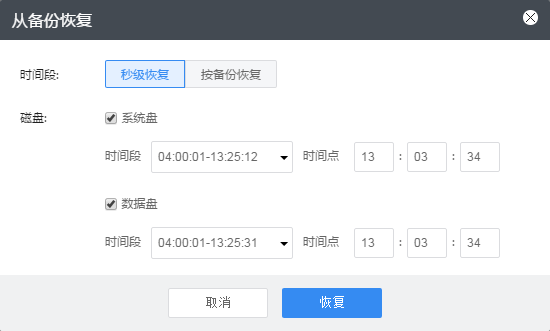 从备份恢复
时间段: 秒级恢复 按备份恢复
磁盘: 系统盘
时间段 04:00:01-13:25:12 时间点 13 : 03 : 34
数据盘
时间段 04:00:01-13:25:31 时间点 13 : 03 : 34
取消 恢复